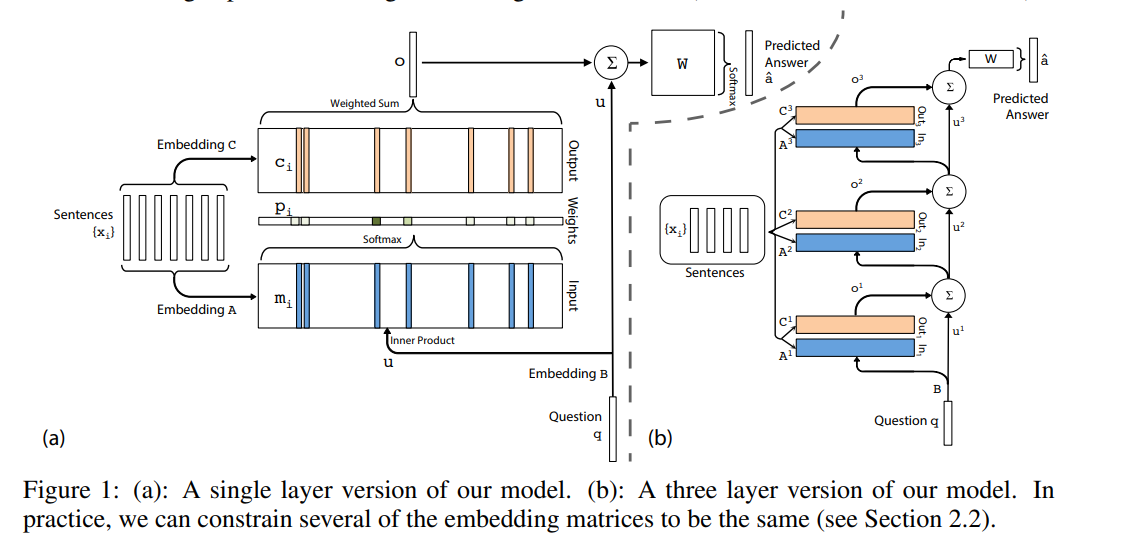 O
Σ
W
Softmax
Predicted
Answer
â
u
Weighted Sum
Embedding C
c_i
Output
Sentences
{x_i}
p_i
Weights
Softmax
m_i
Input
Embedding A
Inner Product
u
Embedding B
Question
q
(a)
W
â
Predicted
Answer
o³
Σ
C³
A³
Out₃ In₃
u³
o²
Σ
{x_i}
Sentences
C²
A²
Out₂ In₂
u²
o¹
Σ
C¹
A¹
Out₁ In₁
u¹
B
Question q
(b)
Figure 1: (a): A single layer version of our model. (b): A three layer version of our model. In
practice, we can constrain several of the embedding matrices to be the same (see Section 2.2).